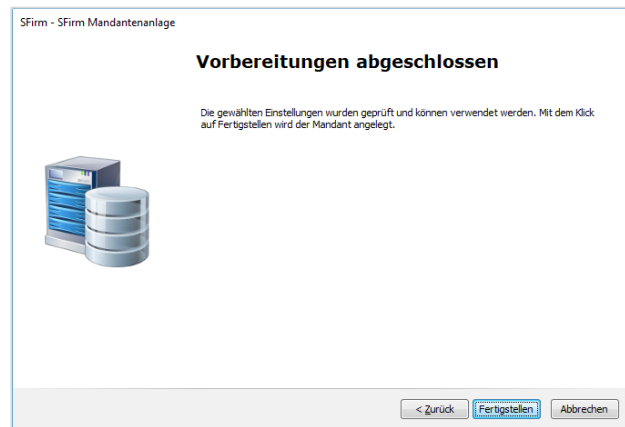 SFirm - SFirm Mandantenanlage
Vorbereitungen abgeschlossen
Die gewählten Einstellungen wurden geprüft und können verwendet werden. Mit dem Klick
auf Fertigstellen wird der Mandant angelegt.
< Zurück Fertigstellen Abbrechen